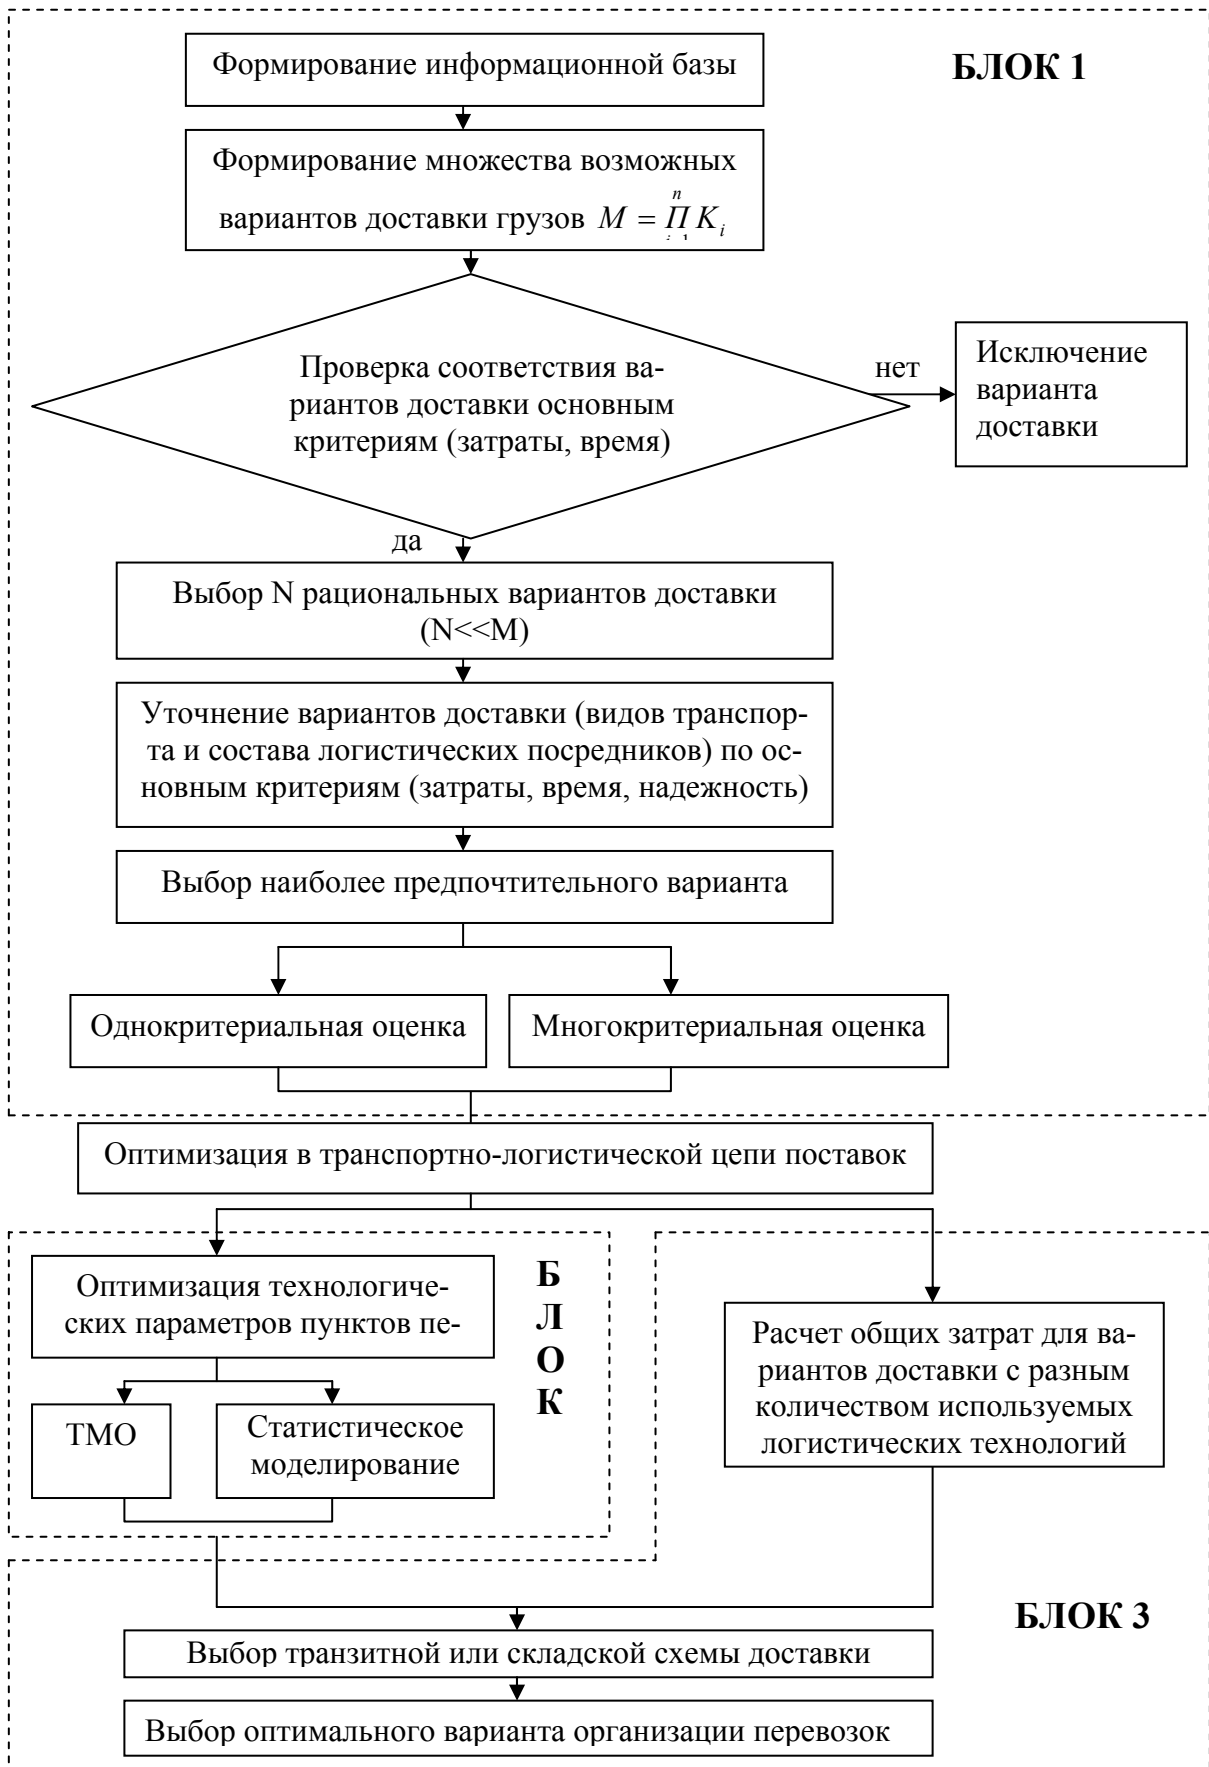 Формирование информационной базы
БЛОК 1
Формирование множества возможных
вариантов доставки грузов M = П K i
n
Проверка соответствия ва-
риантов доставки основным
критериям (затраты, время)
нет
Исключение
варианта
доставки
да
Выбор N рациональных вариантов доставки
(N<<M)
Уточнение вариантов доставки (видов транспор-
та и состава логистических посредников) по ос-
новным критериям (затраты, время, надежность)
Выбор наиболее предпочтительного варианта
Однокритериальная оценка
Многокритериальная оценка
Оптимизация в транспортно-логистической цепи поставок
Оптимизация технологиче-
ских параметров пунктов пе-
Б
Л
О
К
ТМО
Статистическое
моделирование
Расчет общих затрат для ва-
риантов доставки с разным
количеством используемых
логистических технологий
БЛОК 3
Выбор транзитной или складской схемы доставки
Выбор оптимального варианта организации перевозок